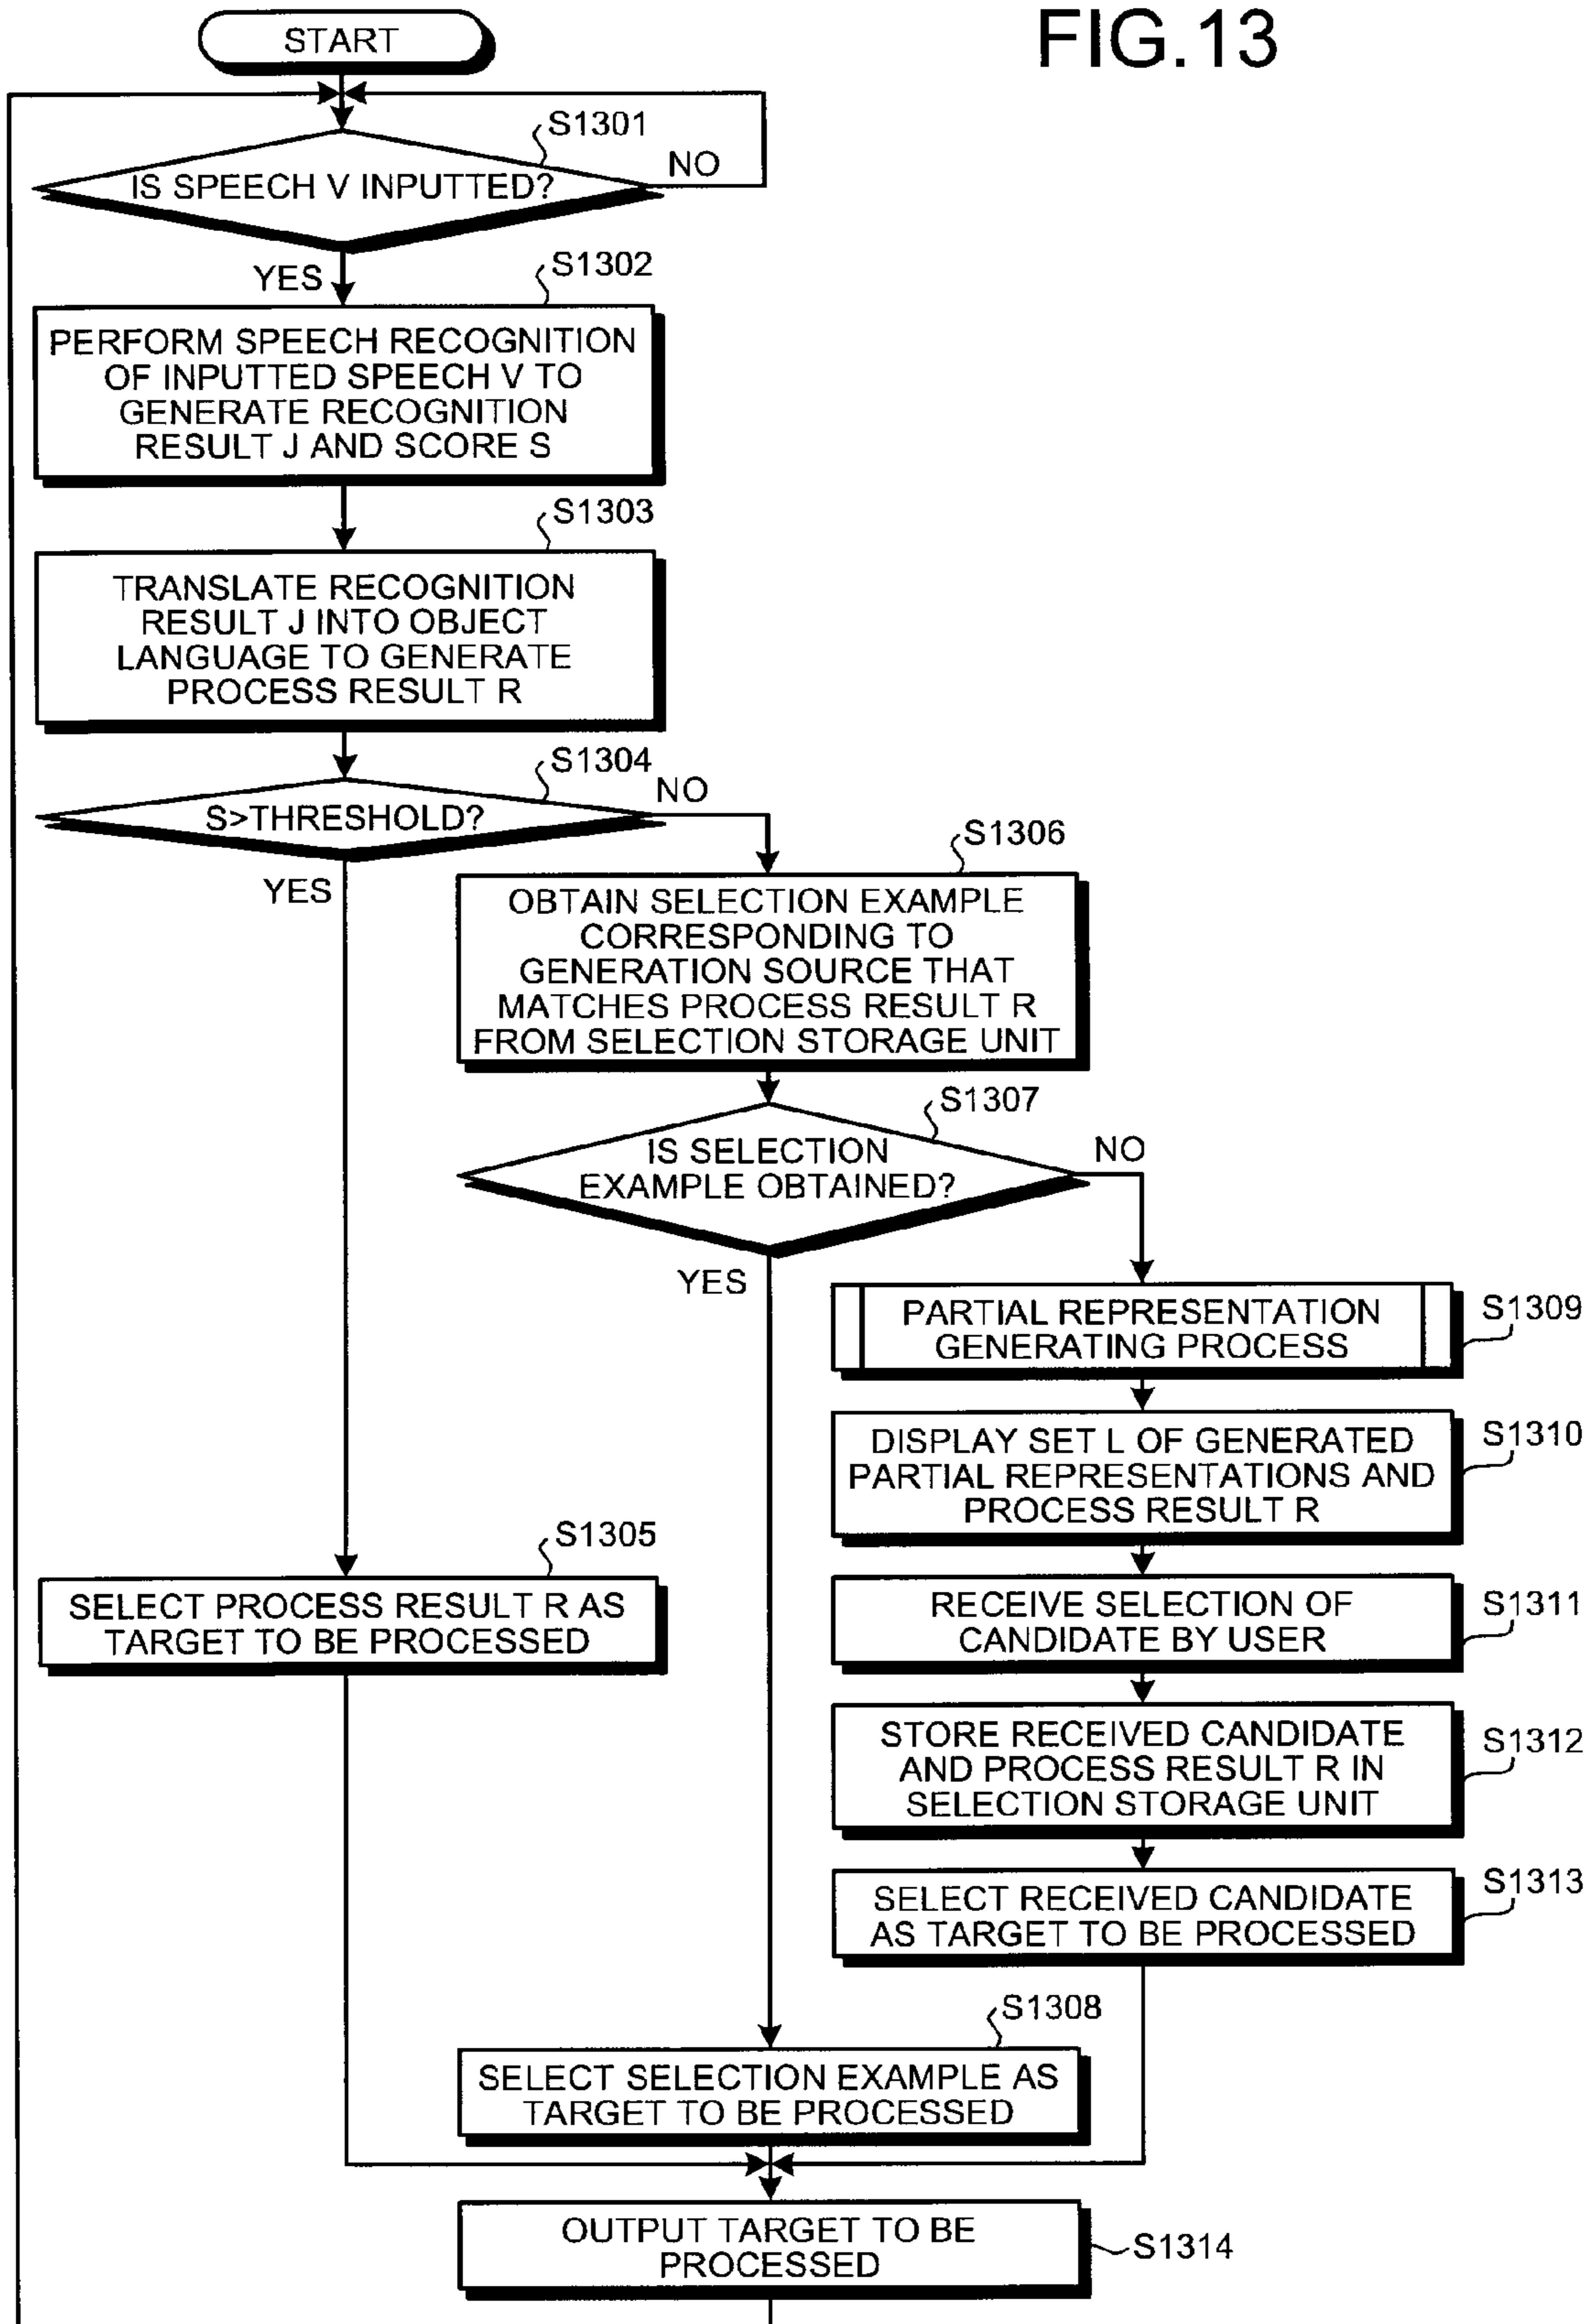 FIG.13
START
S1301
IS SPEECH V INPUTTED?
NO
YES
S1302
PERFORM SPEECH RECOGNITION
OF INPUTTED SPEECH V TO
GENERATE RECOGNITION
RESULT J AND SCORE S
S1303
TRANSLATE RECOGNITION
RESULT J INTO OBJECT
LANGUAGE TO GENERATE
PROCESS RESULT R
S1304
S>THRESHOLD?
NO
YES
S1306
OBTAIN SELECTION EXAMPLE
CORRESPONDING TO
GENERATION SOURCE THAT
MATCHES PROCESS RESULT R
FROM SELECTION STORAGE UNIT
S1307
IS SELECTION
EXAMPLE OBTAINED?
NO
YES
PARTIAL REPRESENTATION
GENERATING PROCESS
S1309
DISPLAY SET L OF GENERATED
PARTIAL REPRESENTATIONS AND
PROCESS RESULT R
S1310
S1305
SELECT PROCESS RESULT R AS
TARGET TO BE PROCESSED
RECEIVE SELECTION OF
CANDIDATE BY USER
S1311
STORE RECEIVED CANDIDATE
AND PROCESS RESULT R IN
SELECTION STORAGE UNIT
S1312
SELECT RECEIVED CANDIDATE
AS TARGET TO BE PROCESSED
S1313
S1308
SELECT SELECTION EXAMPLE AS
TARGET TO BE PROCESSED
OUTPUT TARGET TO BE
PROCESSED
S1314